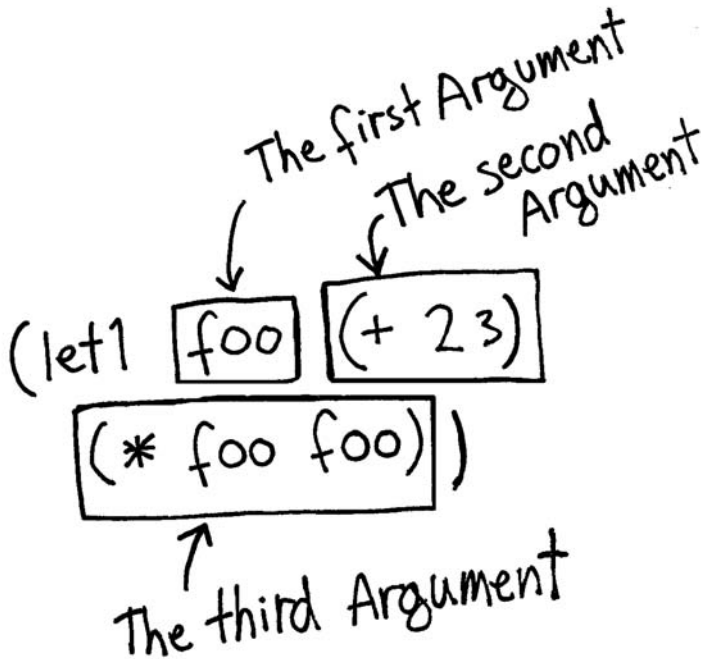 The first Argument
The second
Argument
(let1 foo (+ 2 3)
(* foo foo))
The third Argument